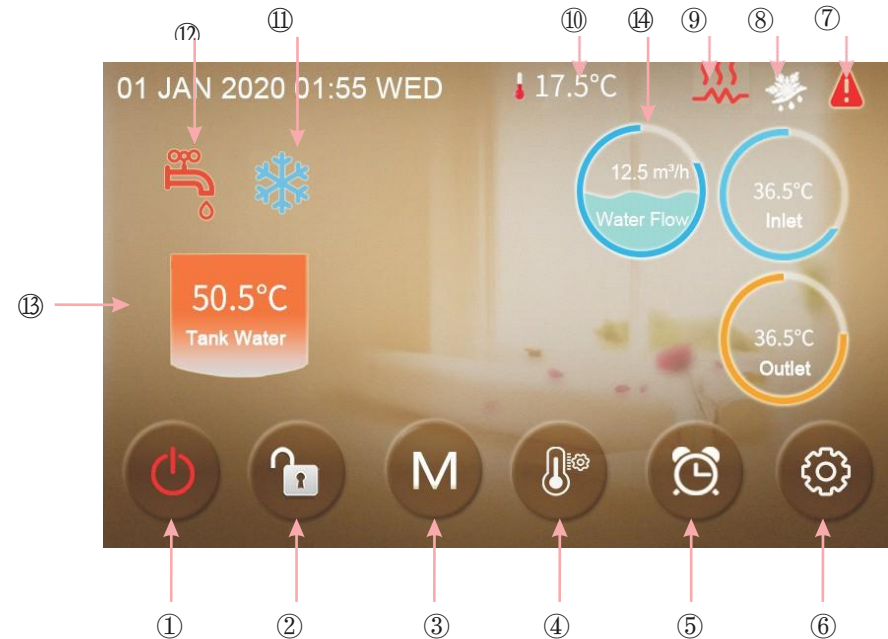 ⑫ ⑪ ⑩ ⑭ ⑨ ⑧ ⑦
01 JAN 2020 01:55 WED
17.5°C
12.5 m³/h
Water Flow
36.5°C
Inlet
⑬
50.5°C
Tank Water
36.5°C
Outlet
M
① ② ③ ④ ⑤ ⑥